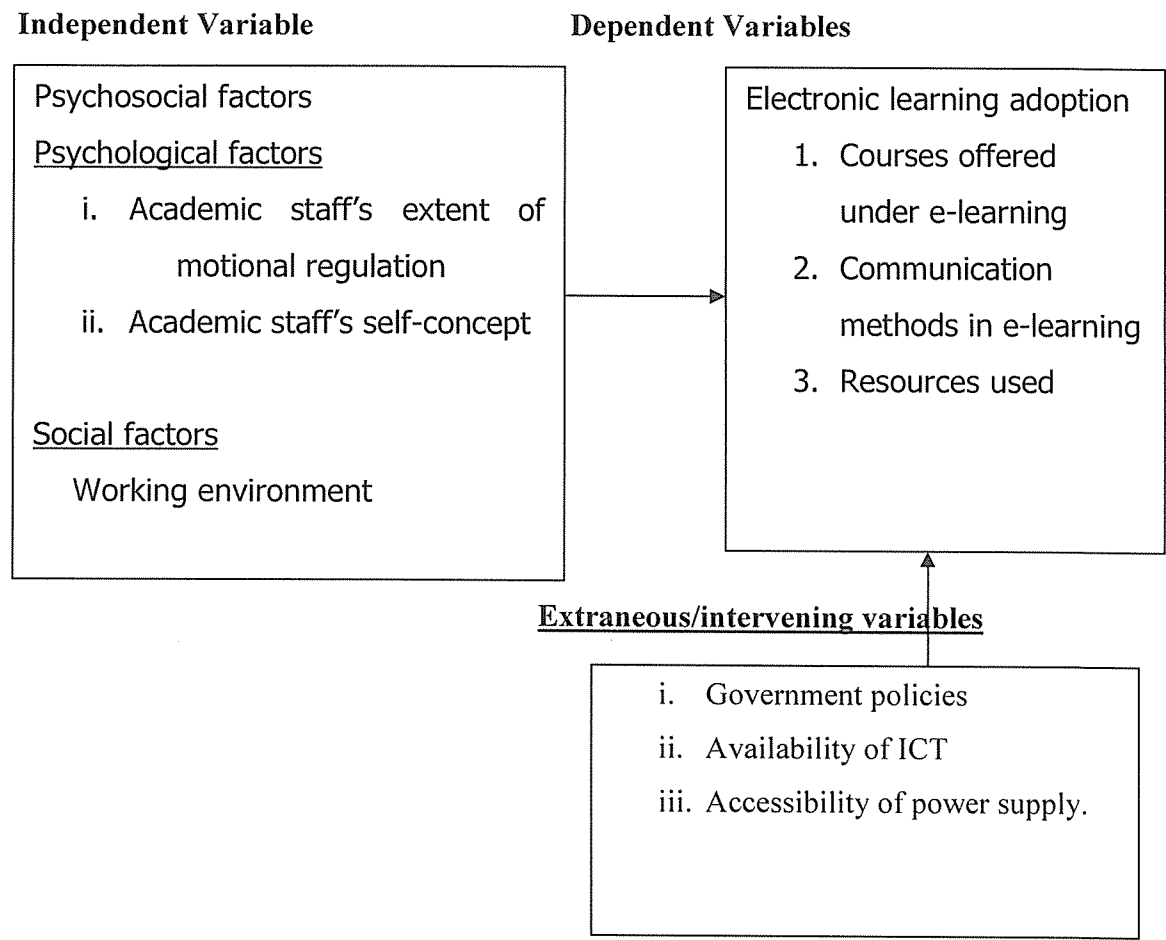 Independent Variable
Dependent Variables
Psychosocial factors
Psychological factors
i. Academic staff's extent of
motional regulation
ii. Academic staff's self-concept
Social factors
Working environment
Electronic learning adoption
1. Courses offered
under e-learning
2. Communication
methods in e-learning
3. Resources used
Extraneous/intervening variables
i. Government policies
ii. Availability of ICT
iii. Accessibility of power supply.